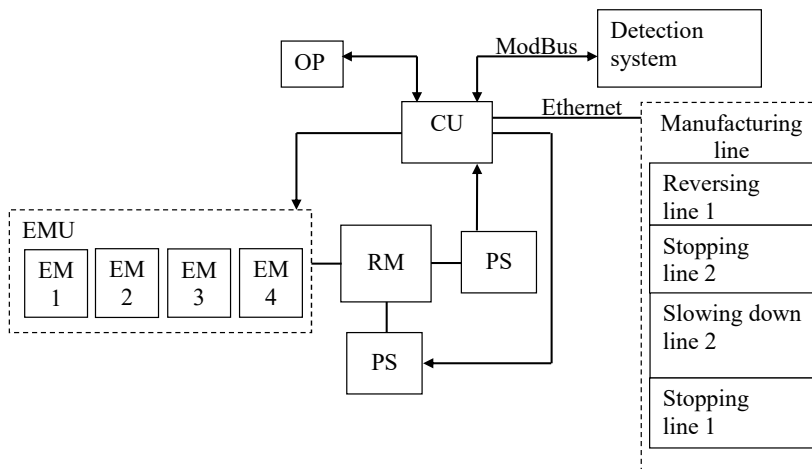 ModBus
Detection
system
OP
Ethernet
CU
Manufacturing
line
Reversing
line 1
EMU
EM
1
EM
2
EM
3
EM
4
RM
PS
Stopping
line 2
Slowing down
line 2
PS
Stopping
line 1